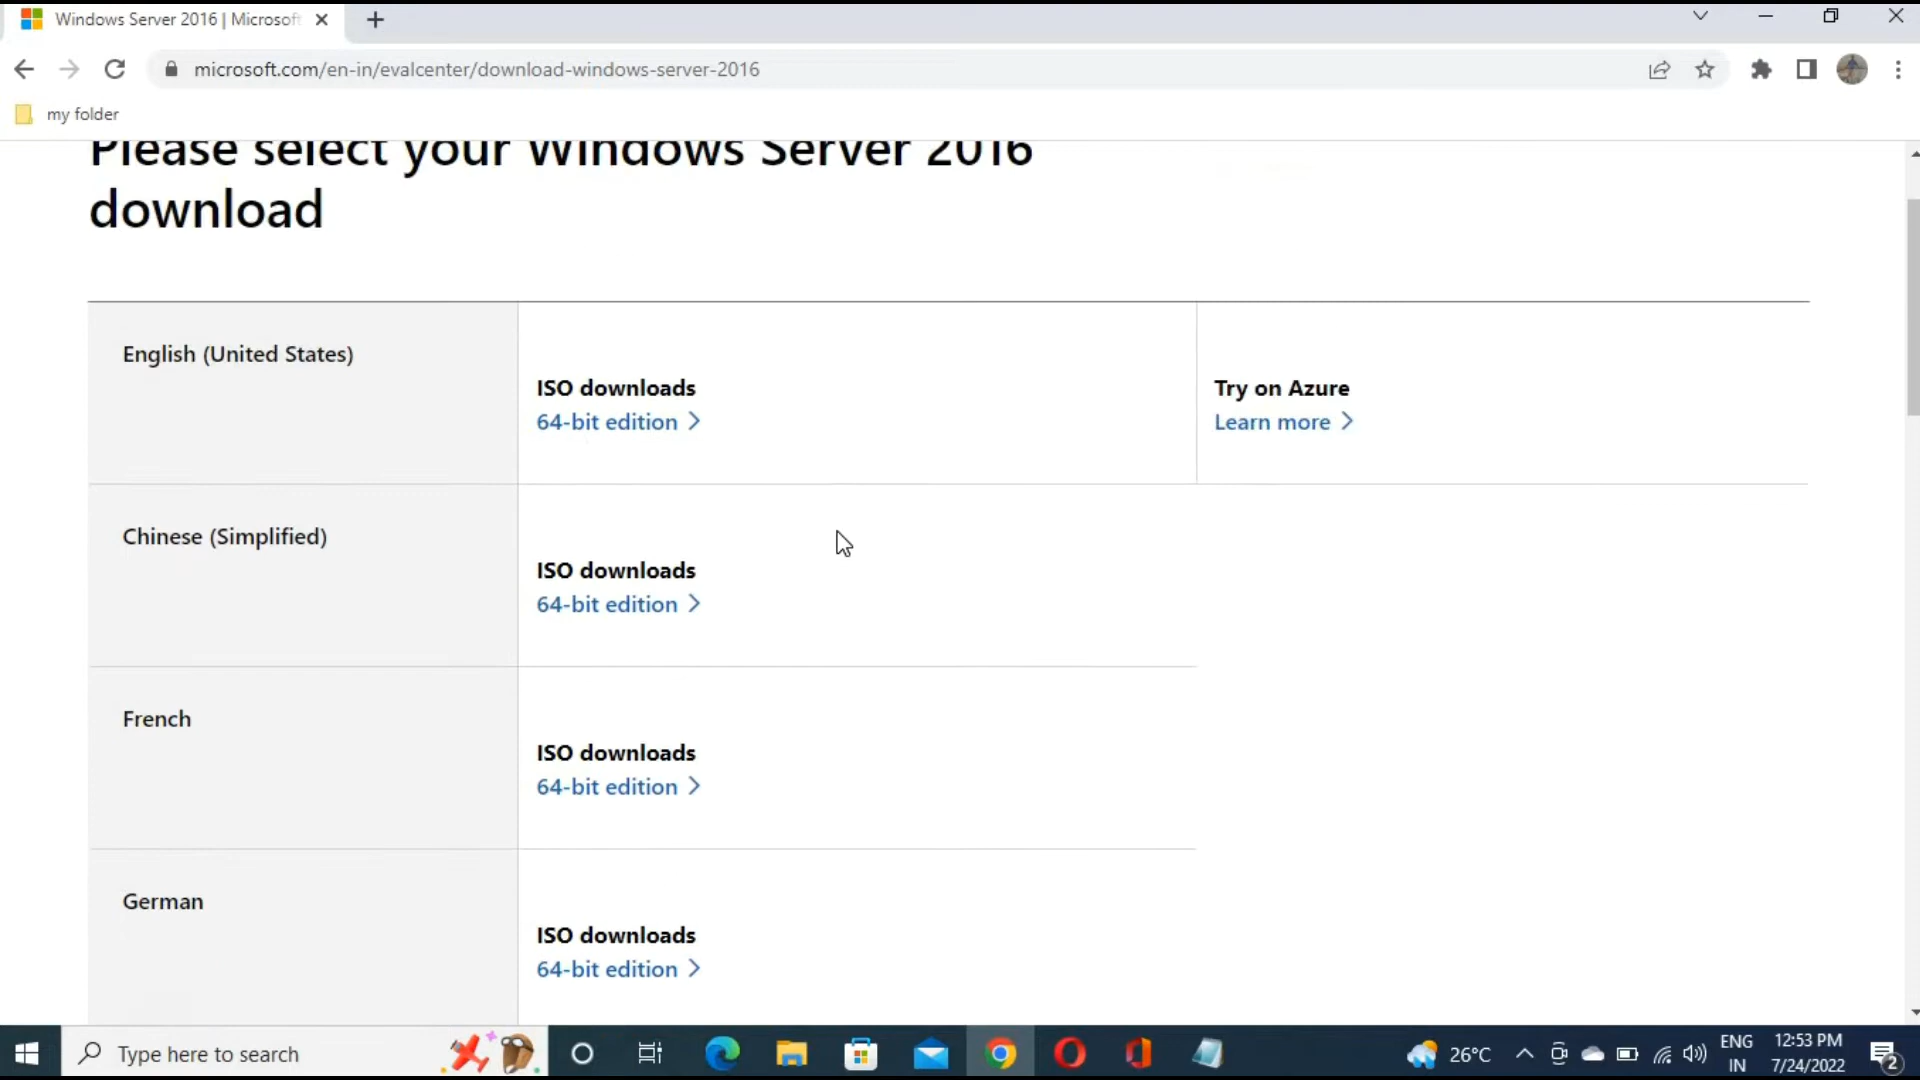 Windows Server 2016 | Microsoft
microsoft.com/en-in/evalcenter/download-windows-server-2016
my folder
Please select your Windows Server 2016
download
English (United States)
ISO downloads
64-bit edition
Try on Azure
Learn more
Chinese (Simplified)
ISO downloads
64-bit edition
French
ISO downloads
64-bit edition
German
ISO downloads
64-bit edition
Type here to search
26°C
ENG
IN
12:53 PM
7/24/2022
2